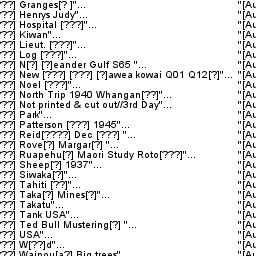 [???] Granges[? ]"... "[Au
[???] Henrys Judy"... "[Au
[???] Hospital [???]"... "[Au
[???] Kiwan"... "[Au
[???] Lieut. [???]"... "[Au
[???] Log [???]"... "[Au
[???] N[?] [?]eander Gulf S65 "... "[Au
[???] New [???] [???] [?]awea kowai Q01 Q12[?]"... "[Au
[???] Noel [???]"... "[Au
[???] North Trip 1940 Whangan[??]"... "[Au
[???] Not printed & cut out//3rd Day"... "[Au
[???] Park"... "[Au
[???] Patterson [???] 1945"... "[Au
[???] Reid[????] Dec [???] "... "[Au
[???] Rove[?] Margar[?] "... "[Au
[???] Ruapehu[?] Maori Study Roto[???]"... "[Au
[???] Sheep[?] 1937"... "[Au
[???] Siwaka[?]"... "[Au
[???] Tahiti [???]"... "[Au
[???] Taka[?] Mines[?]"... "[Au
[???] Takatu"... "[Au
[???] Tank USA"... "[Au
[???] Ted Bull Mustering[?] "... "[Au
[???] USA"... "[Au
[???] W[??]d"... "[Au
[???] Wainou[a?] Big trees"... "[Au